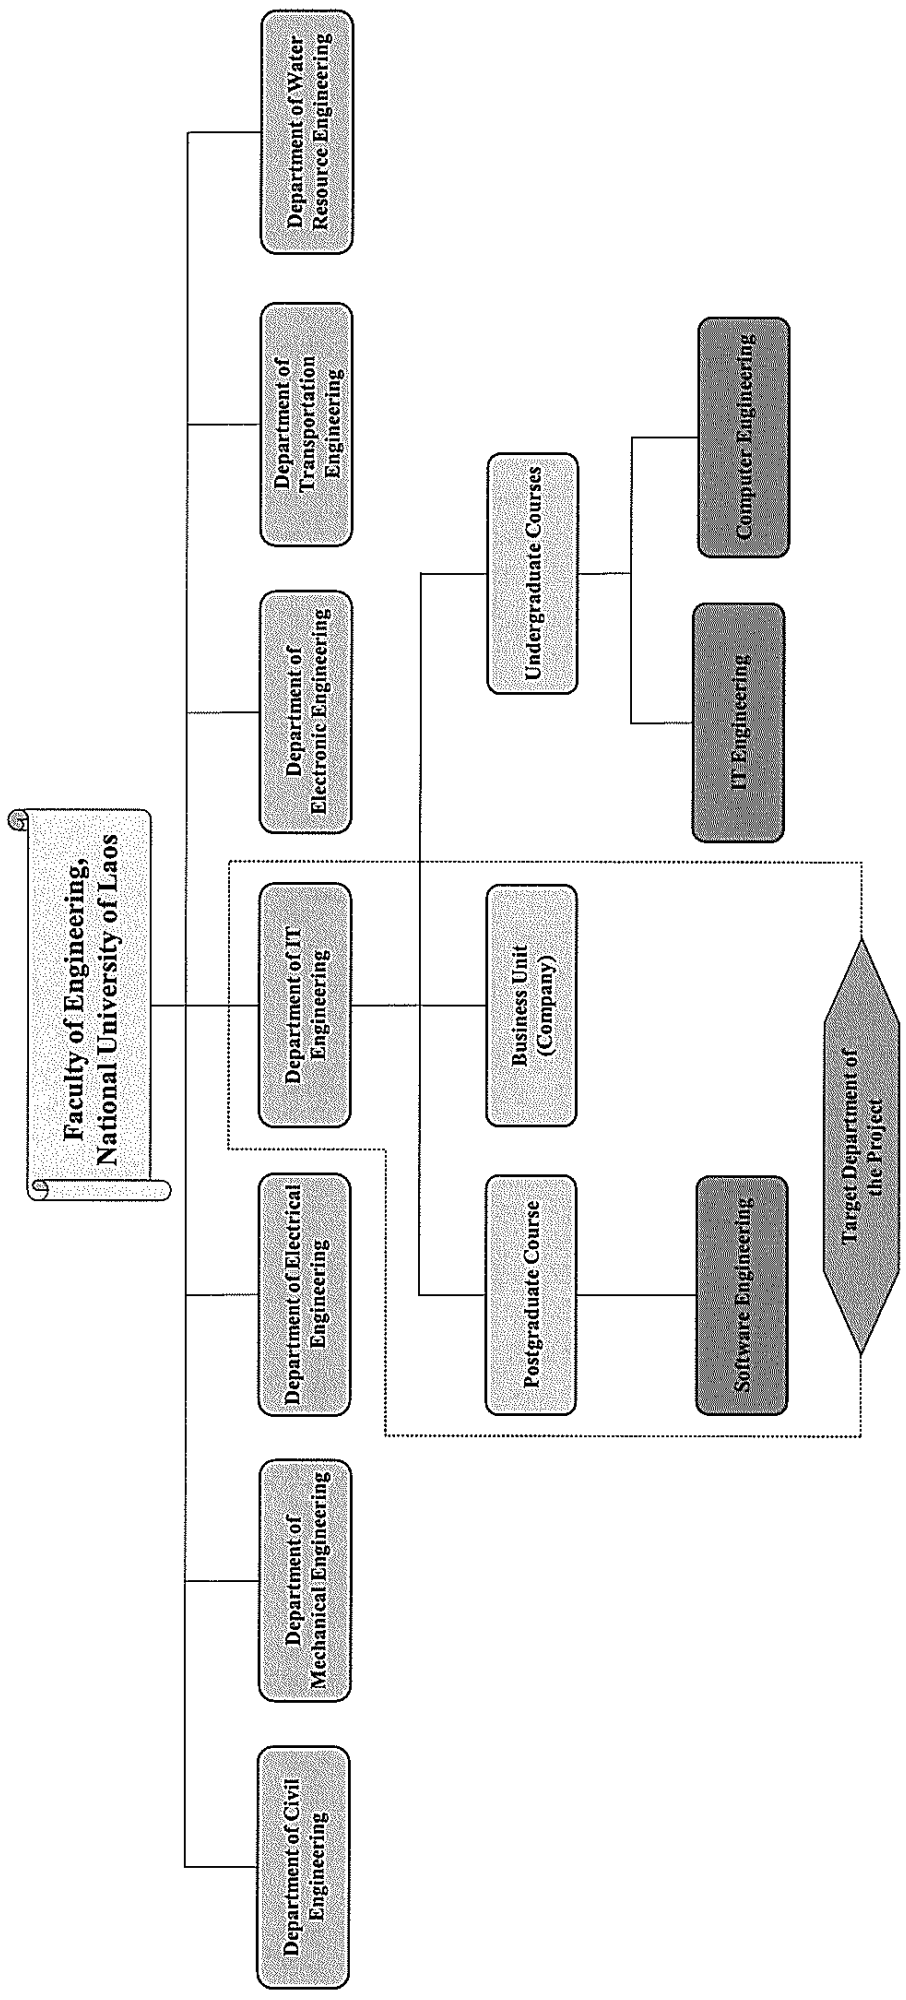 Faculty of Engineering,
National University of Laos
Department of Civil
Engineering
Department of
Mechanical Engineering
Department of Electrical
Engineering
Department of IT
Engineering
Department of
Electronic Engineering
Department of
Transportation
Engineering
Department of Water
Resource Engineering
Postgraduate Course
Business Unit
(Company)
Undergraduate Courses
Software Engineering
IT Engineering
Computer Engineering
Target Department of
the Project